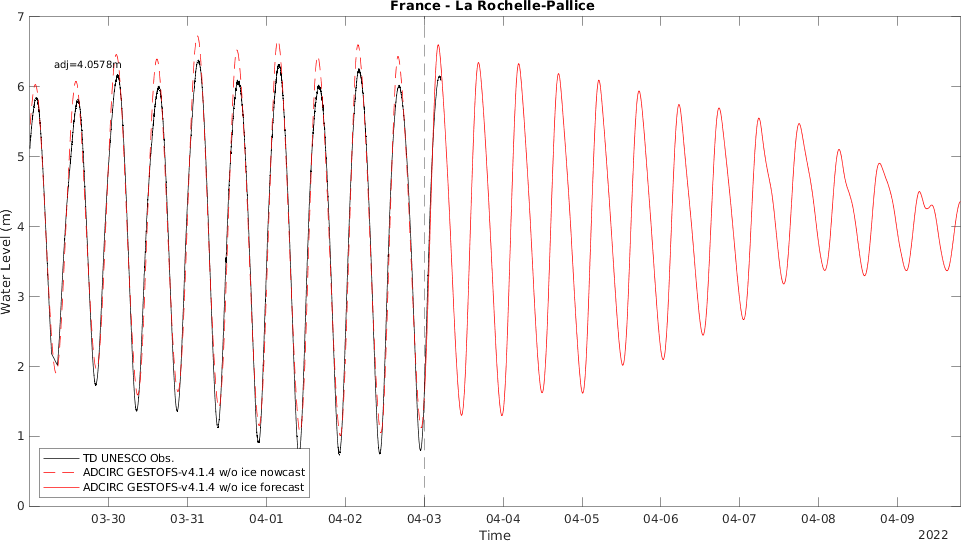 France - La Rochelle-Pallice
adj=4.0578m
Water Level (m)
7
6
5
4
3
2
1
0
TD UNESCO Obs.
ADCIRC GESTOFS-v4.1.4 w/o ice nowcast
ADCIRC GESTOFS-v4.1.4 w/o ice forecast
03-30 03-31 04-01 04-02 04-03 04-04 04-05 04-06 04-07 04-08 04-09
Time
2022